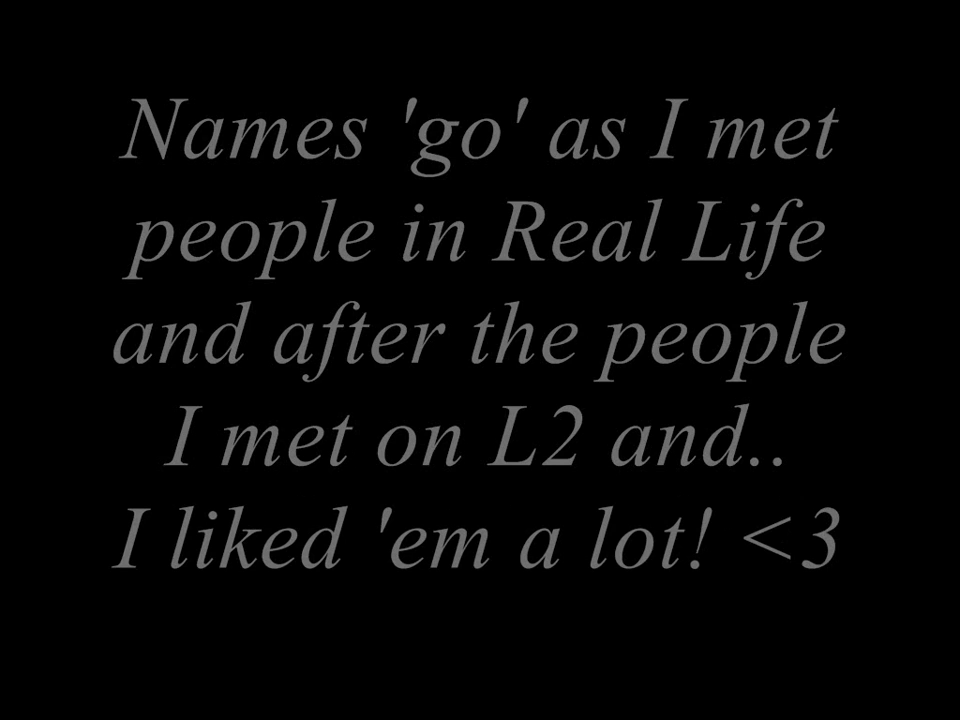 Names 'go' as I met
people in Real Life
and after the people
I met on L2 and..
I liked 'em a lot! <3